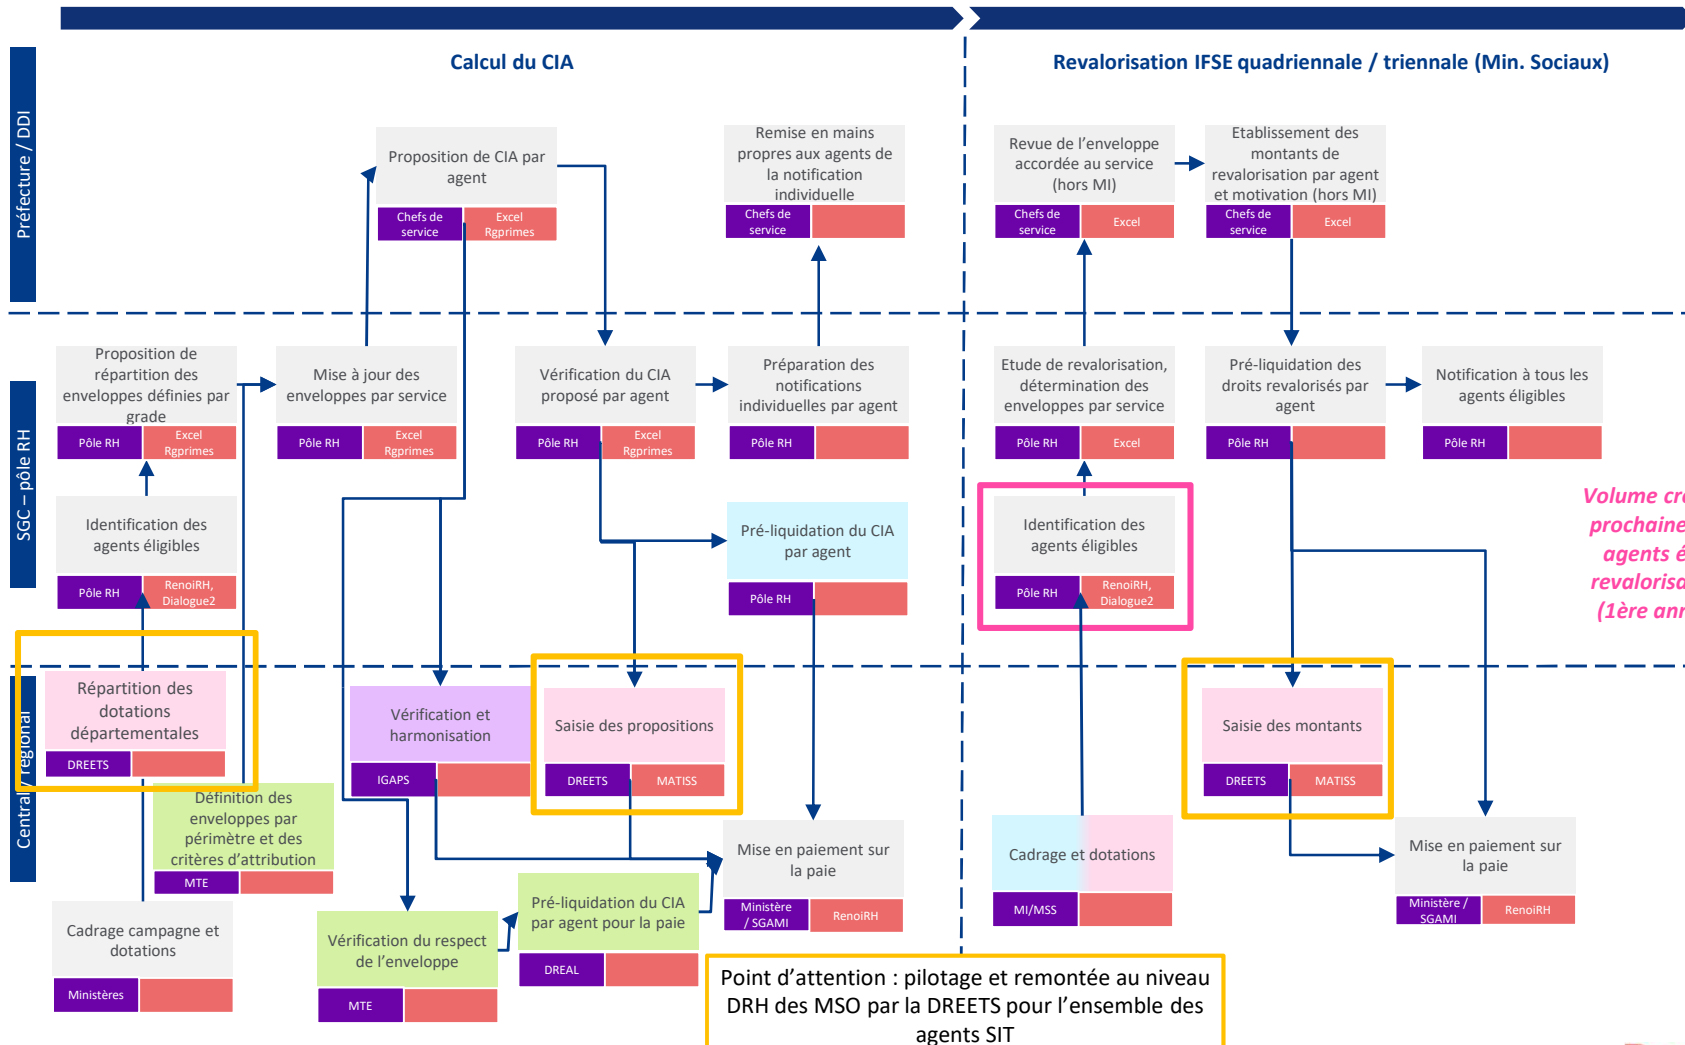 Calcul du CIA
Revalorisation IFSE quadriennale / triennale (Min. Sociaux)
Préfecture / DDI
Proposition de CIA par
agent
Chefs de
service
Excel
Rgprimes
Remise en mains
propres aux agents de
la notification
individuelle
Chefs de
service
Revue de l’enveloppe
accordée au service
(hors MI)
Chefs de
service
Excel
Etablissement des
montants de
revalorisation par agent
et motivation (hors MI)
Chefs de
service
Excel
SGC – pôle RH
Proposition de
répartition des
enveloppes définies par
grade
Pôle RH
Excel
Rgprimes
Mise à jour des
enveloppes par service
Pôle RH
Excel
Rgprimes
Vérification du CIA
proposé par agent
Pôle RH
Excel
Rgprimes
Préparation des
notifications
individuelles par agent
Pôle RH
Etude de revalorisation,
détermination des
enveloppes par service
Pôle RH
Excel
Pré-liquidation des
droits revalorisés par
agent
Pôle RH
Notification à tous les
agents éligibles
Pôle RH
Identification des
agents éligibles
Pôle RH
RenoiRH,
Dialogue2
Pré-liquidation du CIA
par agent
Pôle RH
Identification des
agents éligibles
Pôle RH
RenoiRH,
Dialogue2
Volume
prochaine
agents
(1ère
Central / régional
Répartition des
dotations
départementales
DREETS
Vérification et
harmonisation
IGAPS
Saisie des propositions
DREETS
MATISS
Saisie des montants
DREETS
MATISS
Définition des
enveloppes par
périmètre et des
critères d’attribution
MTE
Mise en paiement sur
la paie
Ministère
/ SGAMI
RenoiRH
Cadrage et dotations
MI/MSS
Mise en paiement sur
la paie
Ministère /
SGAMI
RenoiRH
Cadrage campagne et
dotations
Ministères
Vérification du respect
de l’enveloppe
MTE
Pré-liquidation du CIA
par agent pour la paie
DREAL
Point d’attention : pilotage et remontée au niveau
DRH des MSO par la DREETS pour l’ensemble des
agents SIT